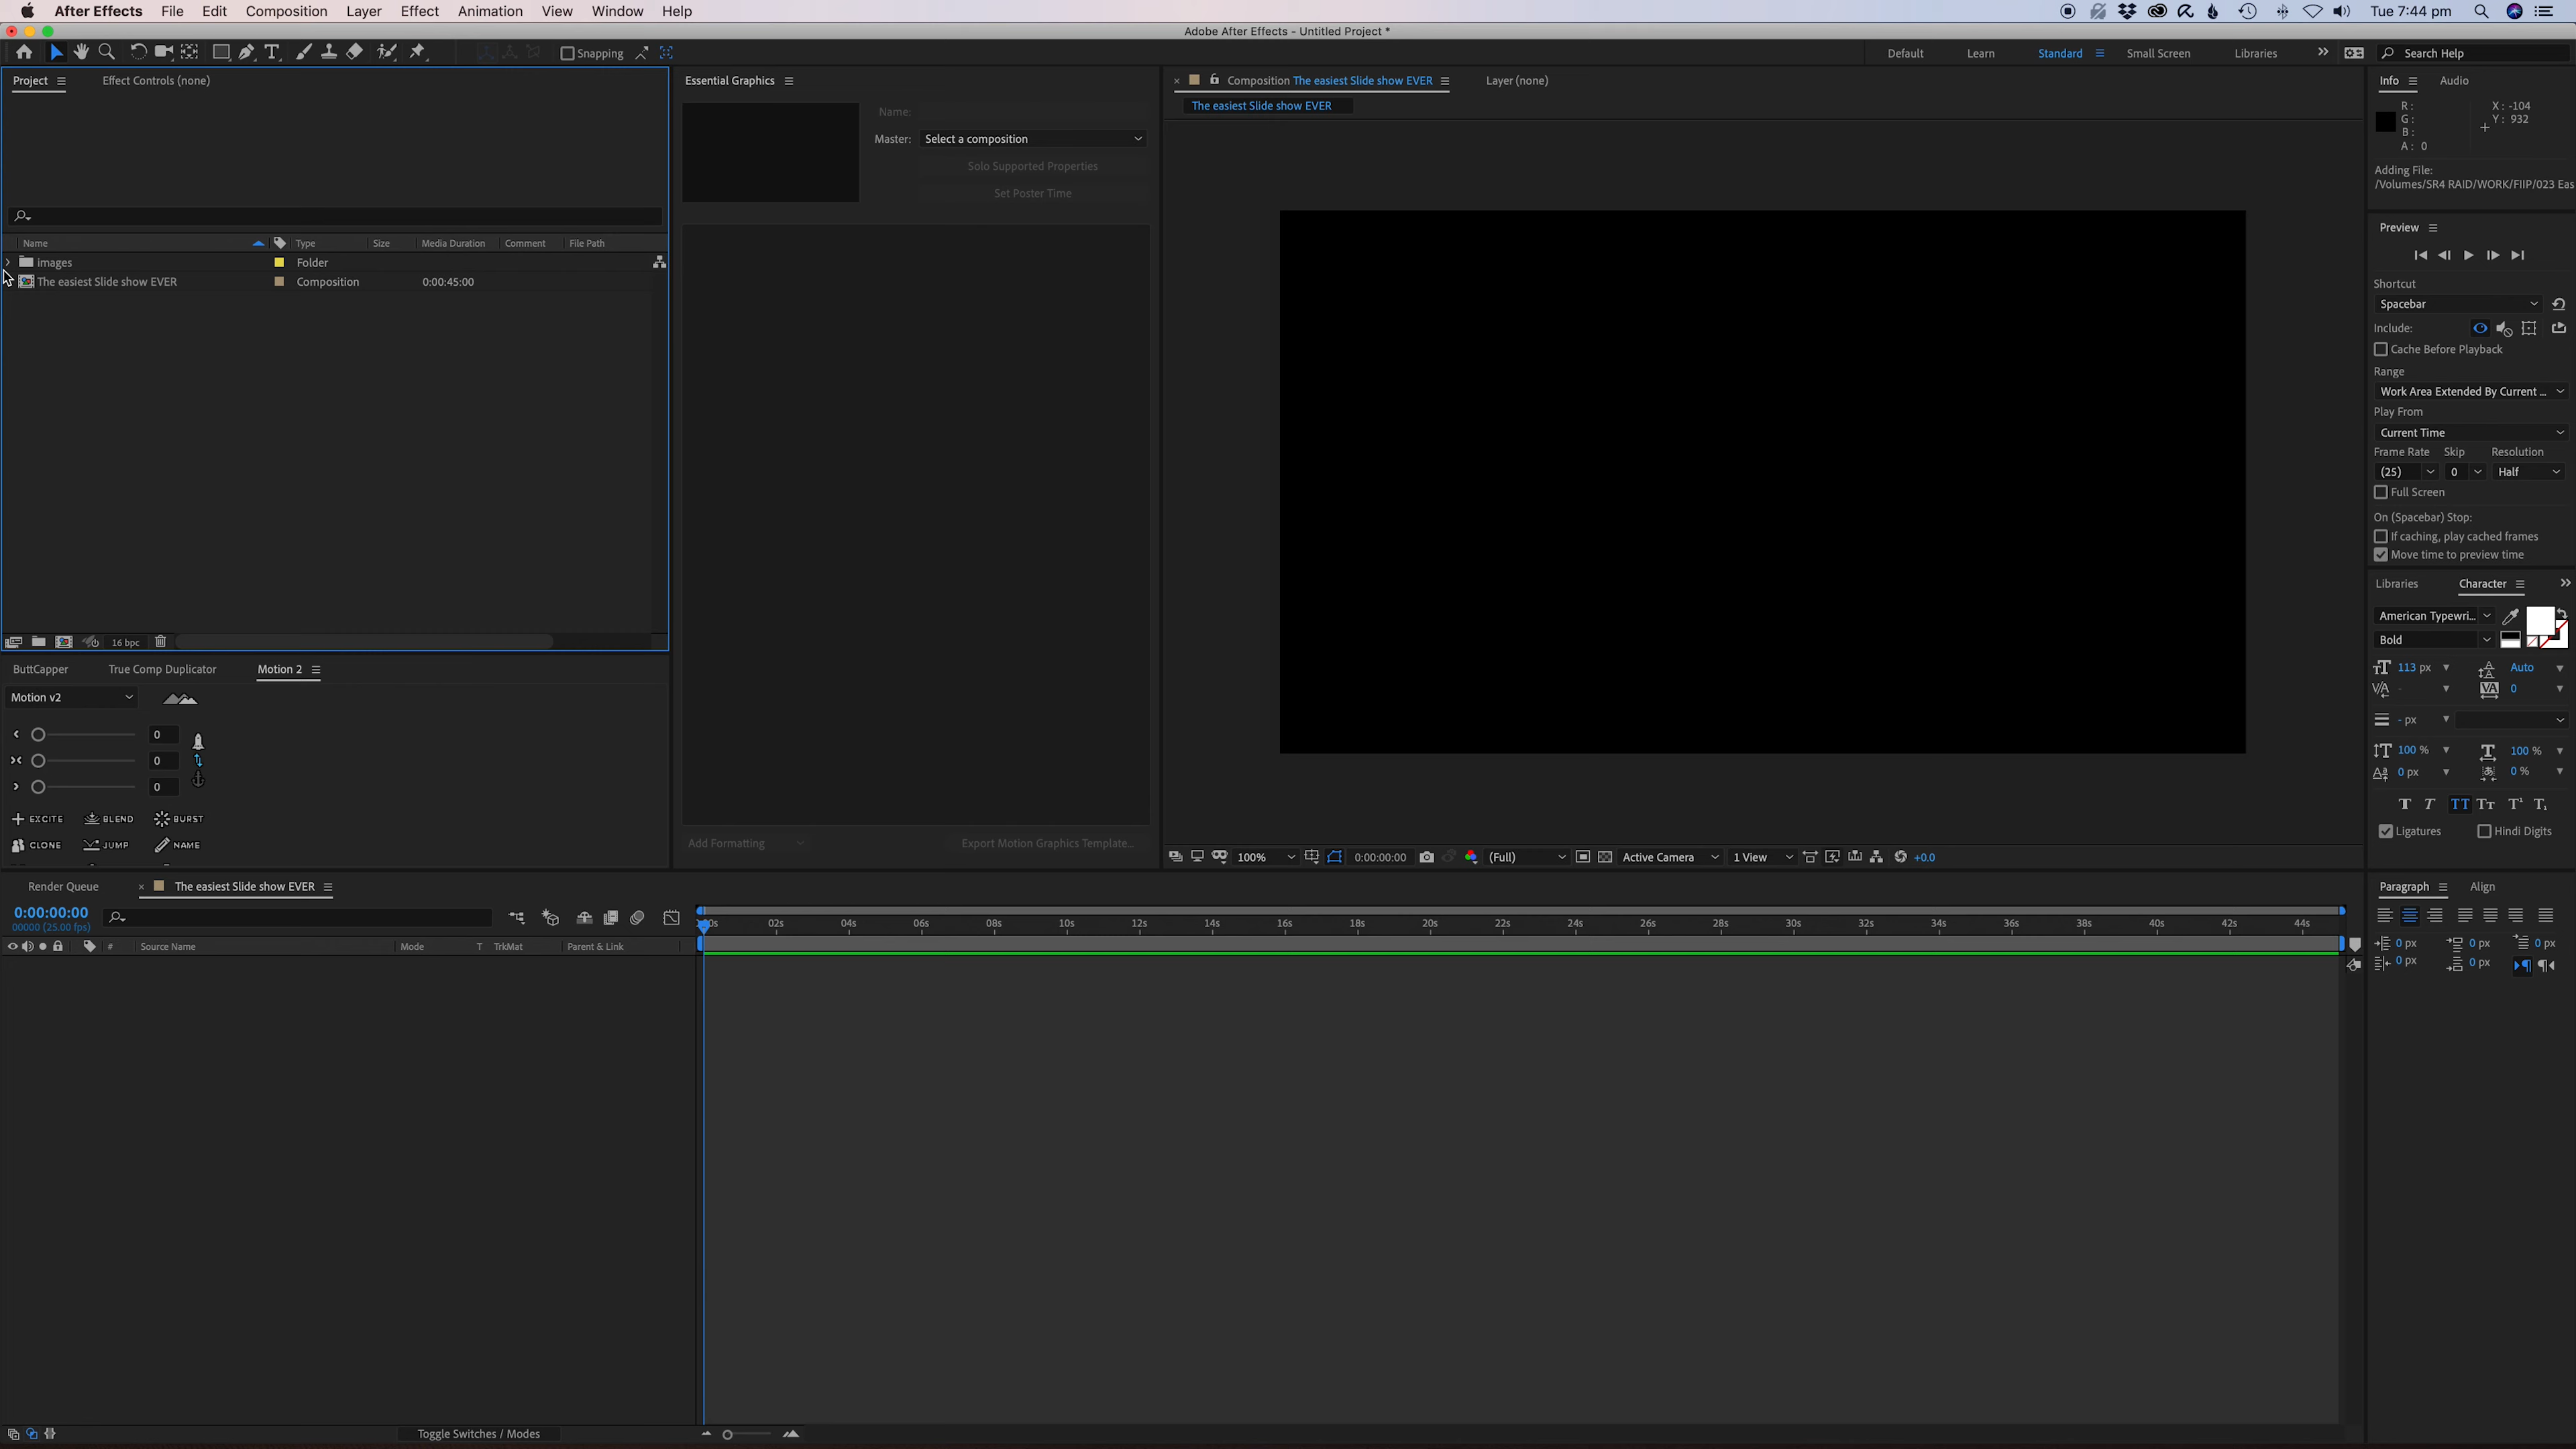 After Effects File Edit Composition Layer Effect Animation View Window Help Tue 7:44 pm
Adobe After Effects - Untitled Project *
Snapping Default Learn Standard Small Screen Libraries Search Help
Project Effect Controls (none) Essential Graphics Composition The easiest Slide show EVER Layer (none) Info Audio
The easiest Slide show EVER
R :
G :
B :
A : 0
X : -104
Y : 932
Name:
Master: Select a composition
Solo Supported Properties
Set Poster Time
Adding File:
/Volumes/SR4 RAID/WORK/FIIP/023 Eas
Name Type Size Media Duration Comment File Path
images Folder
The easiest Slide show EVER Composition 0:00:45:00
16 bpc
Preview
Shortcut
Spacebar
Include:
Cache Before Playback
Range
Work Area Extended By Current ...
Play From
Current Time
Frame Rate Skip Resolution
(25) 0 Half
Full Screen
On (Spacebar) Stop:
If caching, play cached frames
Move time to preview time
Libraries Character
American Typewri...
Bold
113 px Auto
0
- px
100 % 100 %
0 px 0 %
TT
Ligatures Hindi Digits
ButtCapper True Comp Duplicator Motion 2
Motion v2
0
0
0
EXCITE BLEND BURST
CLONE JUMP NAME
Add Formatting Export Motion Graphics Template...
100% 0:00:00:00 (Full) Active Camera 1 View +0.0
Render Queue The easiest Slide show EVER
0:00:00:00
00000 (25.00 fps)
# Source Name Mode T TrkMat Parent & Link
:00s 02s 04s 06s 08s 10s 12s 14s 16s 18s 20s 22s 24s 26s 28s 30s 32s 34s 36s 38s 40s 42s 44s
Paragraph Align
0 px 0 px 0 px
0 px 0 px
Toggle Switches / Modes